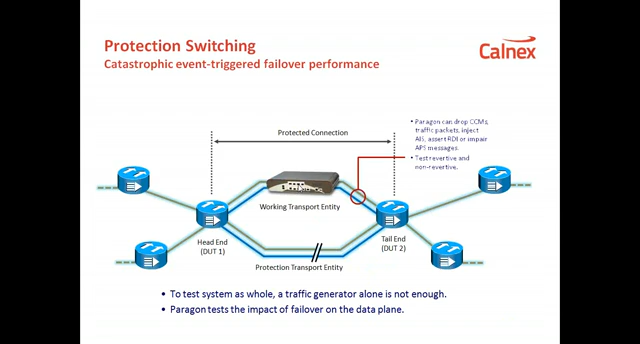 Protection Switching
Catastrophic event-triggered failover performance
Calnex
Protected Connection
• Paragon can drop CCMs,
traffic packets, inject
AIS, assert RDI or impair
APS messages.
• Test revertive and
non-revertive.
Working Transport Entity
Head End
(DUT 1)
Tail End
(DUT 2)
Protection Transport Entity
• To test system as whole, a traffic generator alone is not enough.
• Paragon tests the impact of failover on the data plane.